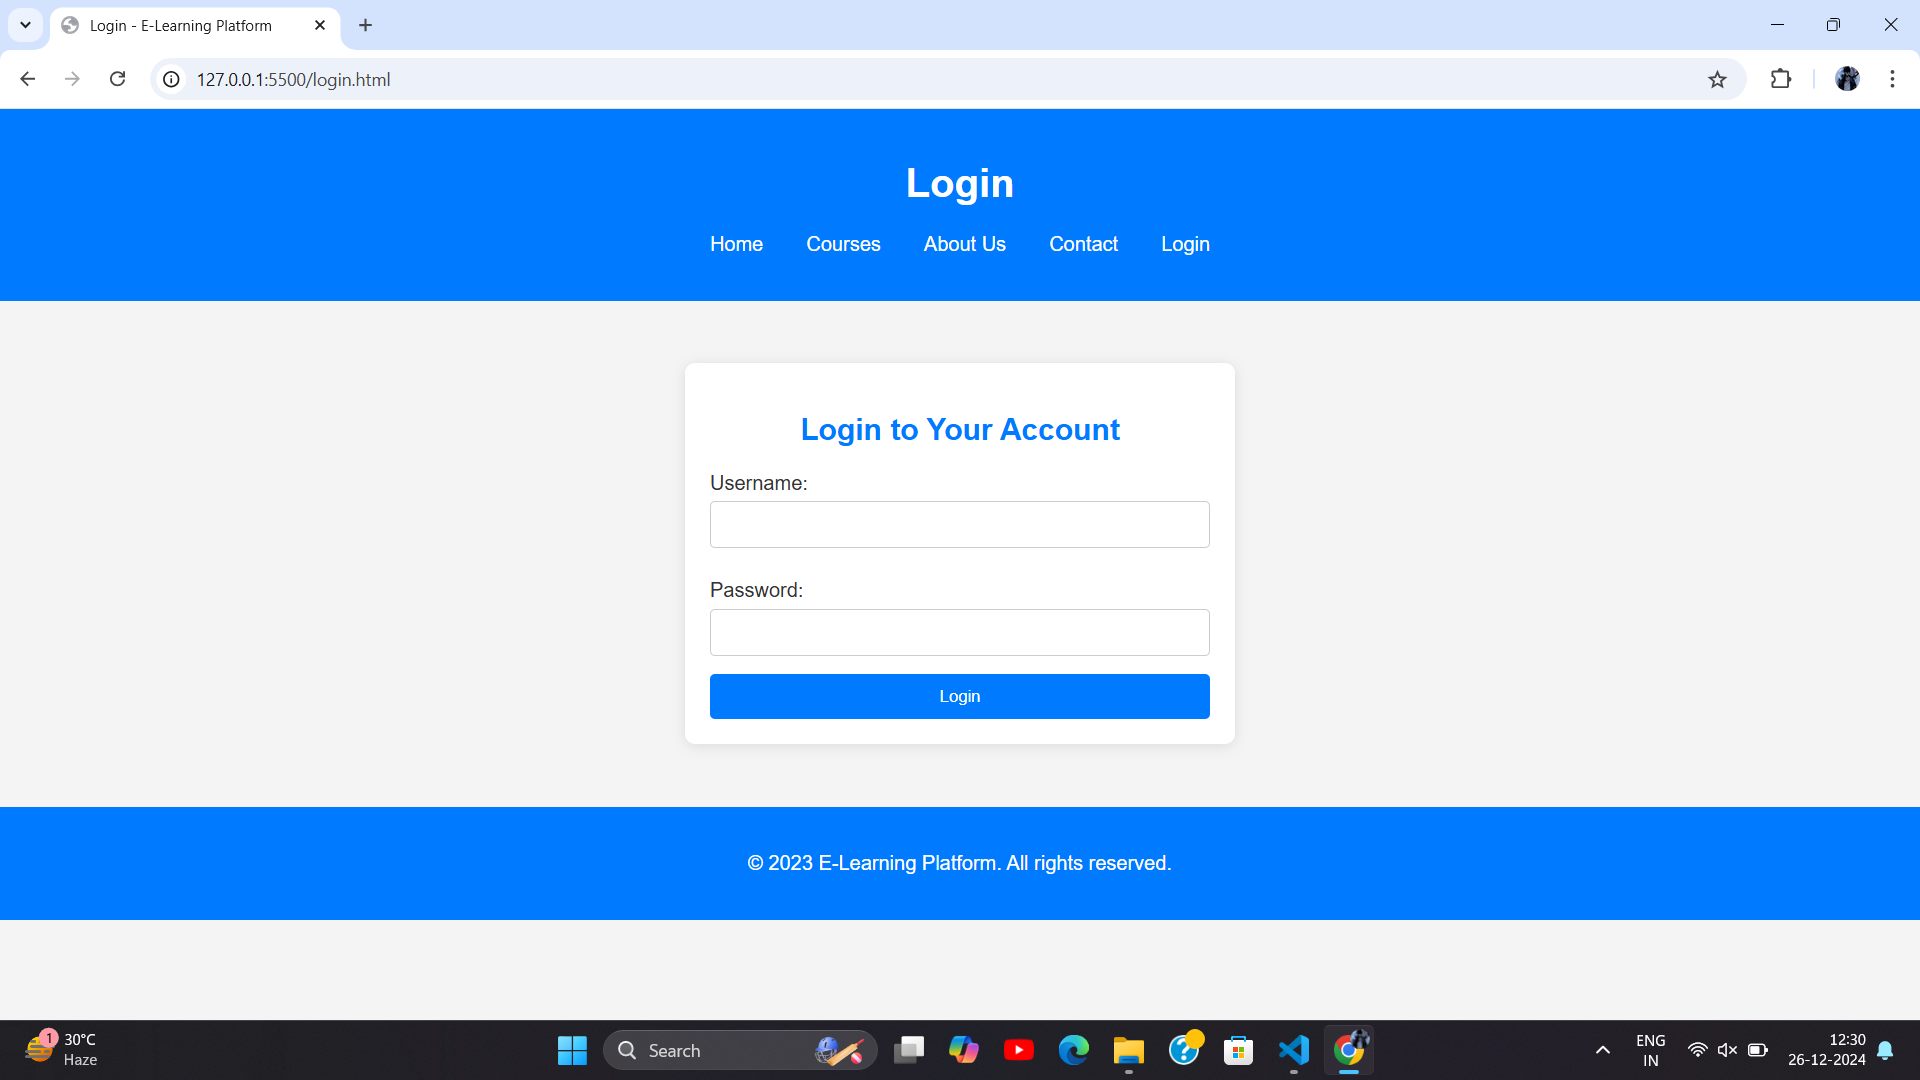 Login - E-Learning Platform
127.0.0.1:5500/login.html
Login
Home Courses About Us Contact Login
Login to Your Account
Username:
Password:
Login
© 2023 E-Learning Platform. All rights reserved.
1
30°C
Haze
Search
ENG
IN
12:30
26-12-2024